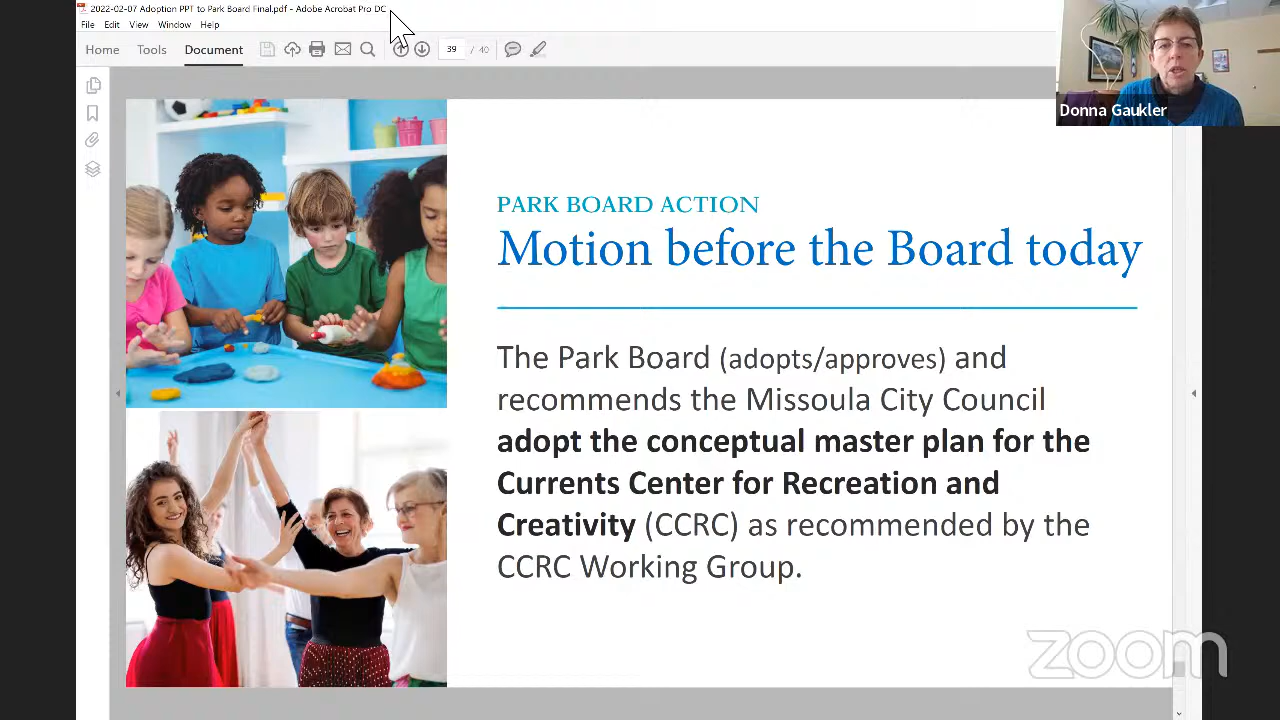 2022-02-07 Adoption PPT to Park Board Final.pdf - Adobe Acrobat Pro DC
File Edit View Window Help
Home Tools Document 39 / 40
Donna Gaukler
PARK BOARD ACTION
Motion before the Board today
The Park Board (adopts/approves) and
recommends the Missoula City Council
adopt the conceptual master plan for the
Currents Center for Recreation and
Creativity (CCRC) as recommended by the
CCRC Working Group.
zoom